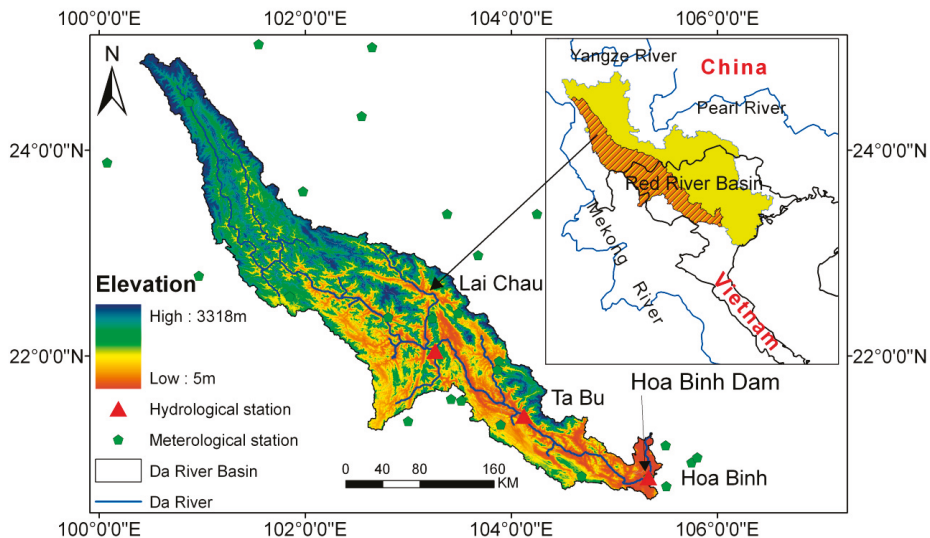 100°0'0"E 102°0'0"E 104°0'0"E 106°0'0"E
N
Yangze River
China
Pearl River
24°0'0"N 24°0'0"N
Red River Basin
Mekong
River
Vietnam
Lai Chau
Elevation
High : 3318m
Low : 5m
22°0'0"N 22°0'0"N
Hoa Binh Dam
Ta Bu
Hydrological station
Meterological station
Da River Basin
Da River
0 40 80 160
KM
Hoa Binh
100°0'0"E 102°0'0"E 104°0'0"E 106°0'0"E